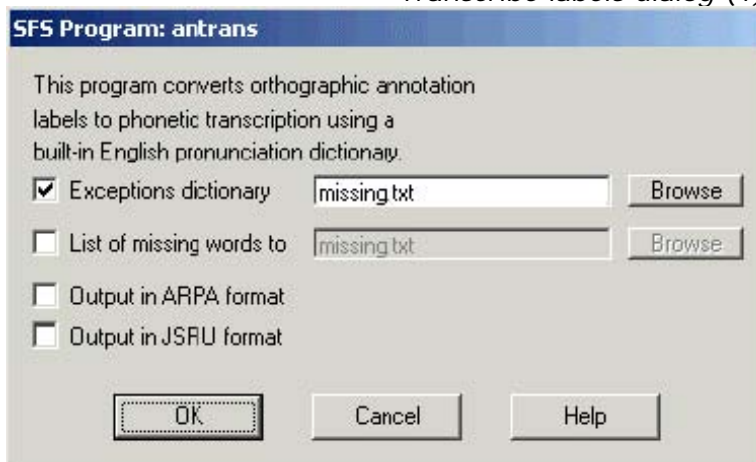 Transcribe labels dialog (1)
SFS Program: antrans
This program converts orthographic annotation
labels to phonetic transcription using a
built-in English pronunciation dictionary.
Exceptions dictionary missing.txt Browse
List of missing words to missing.txt Browse
Output in ARPA format
Output in JSRU format
OK Cancel Help